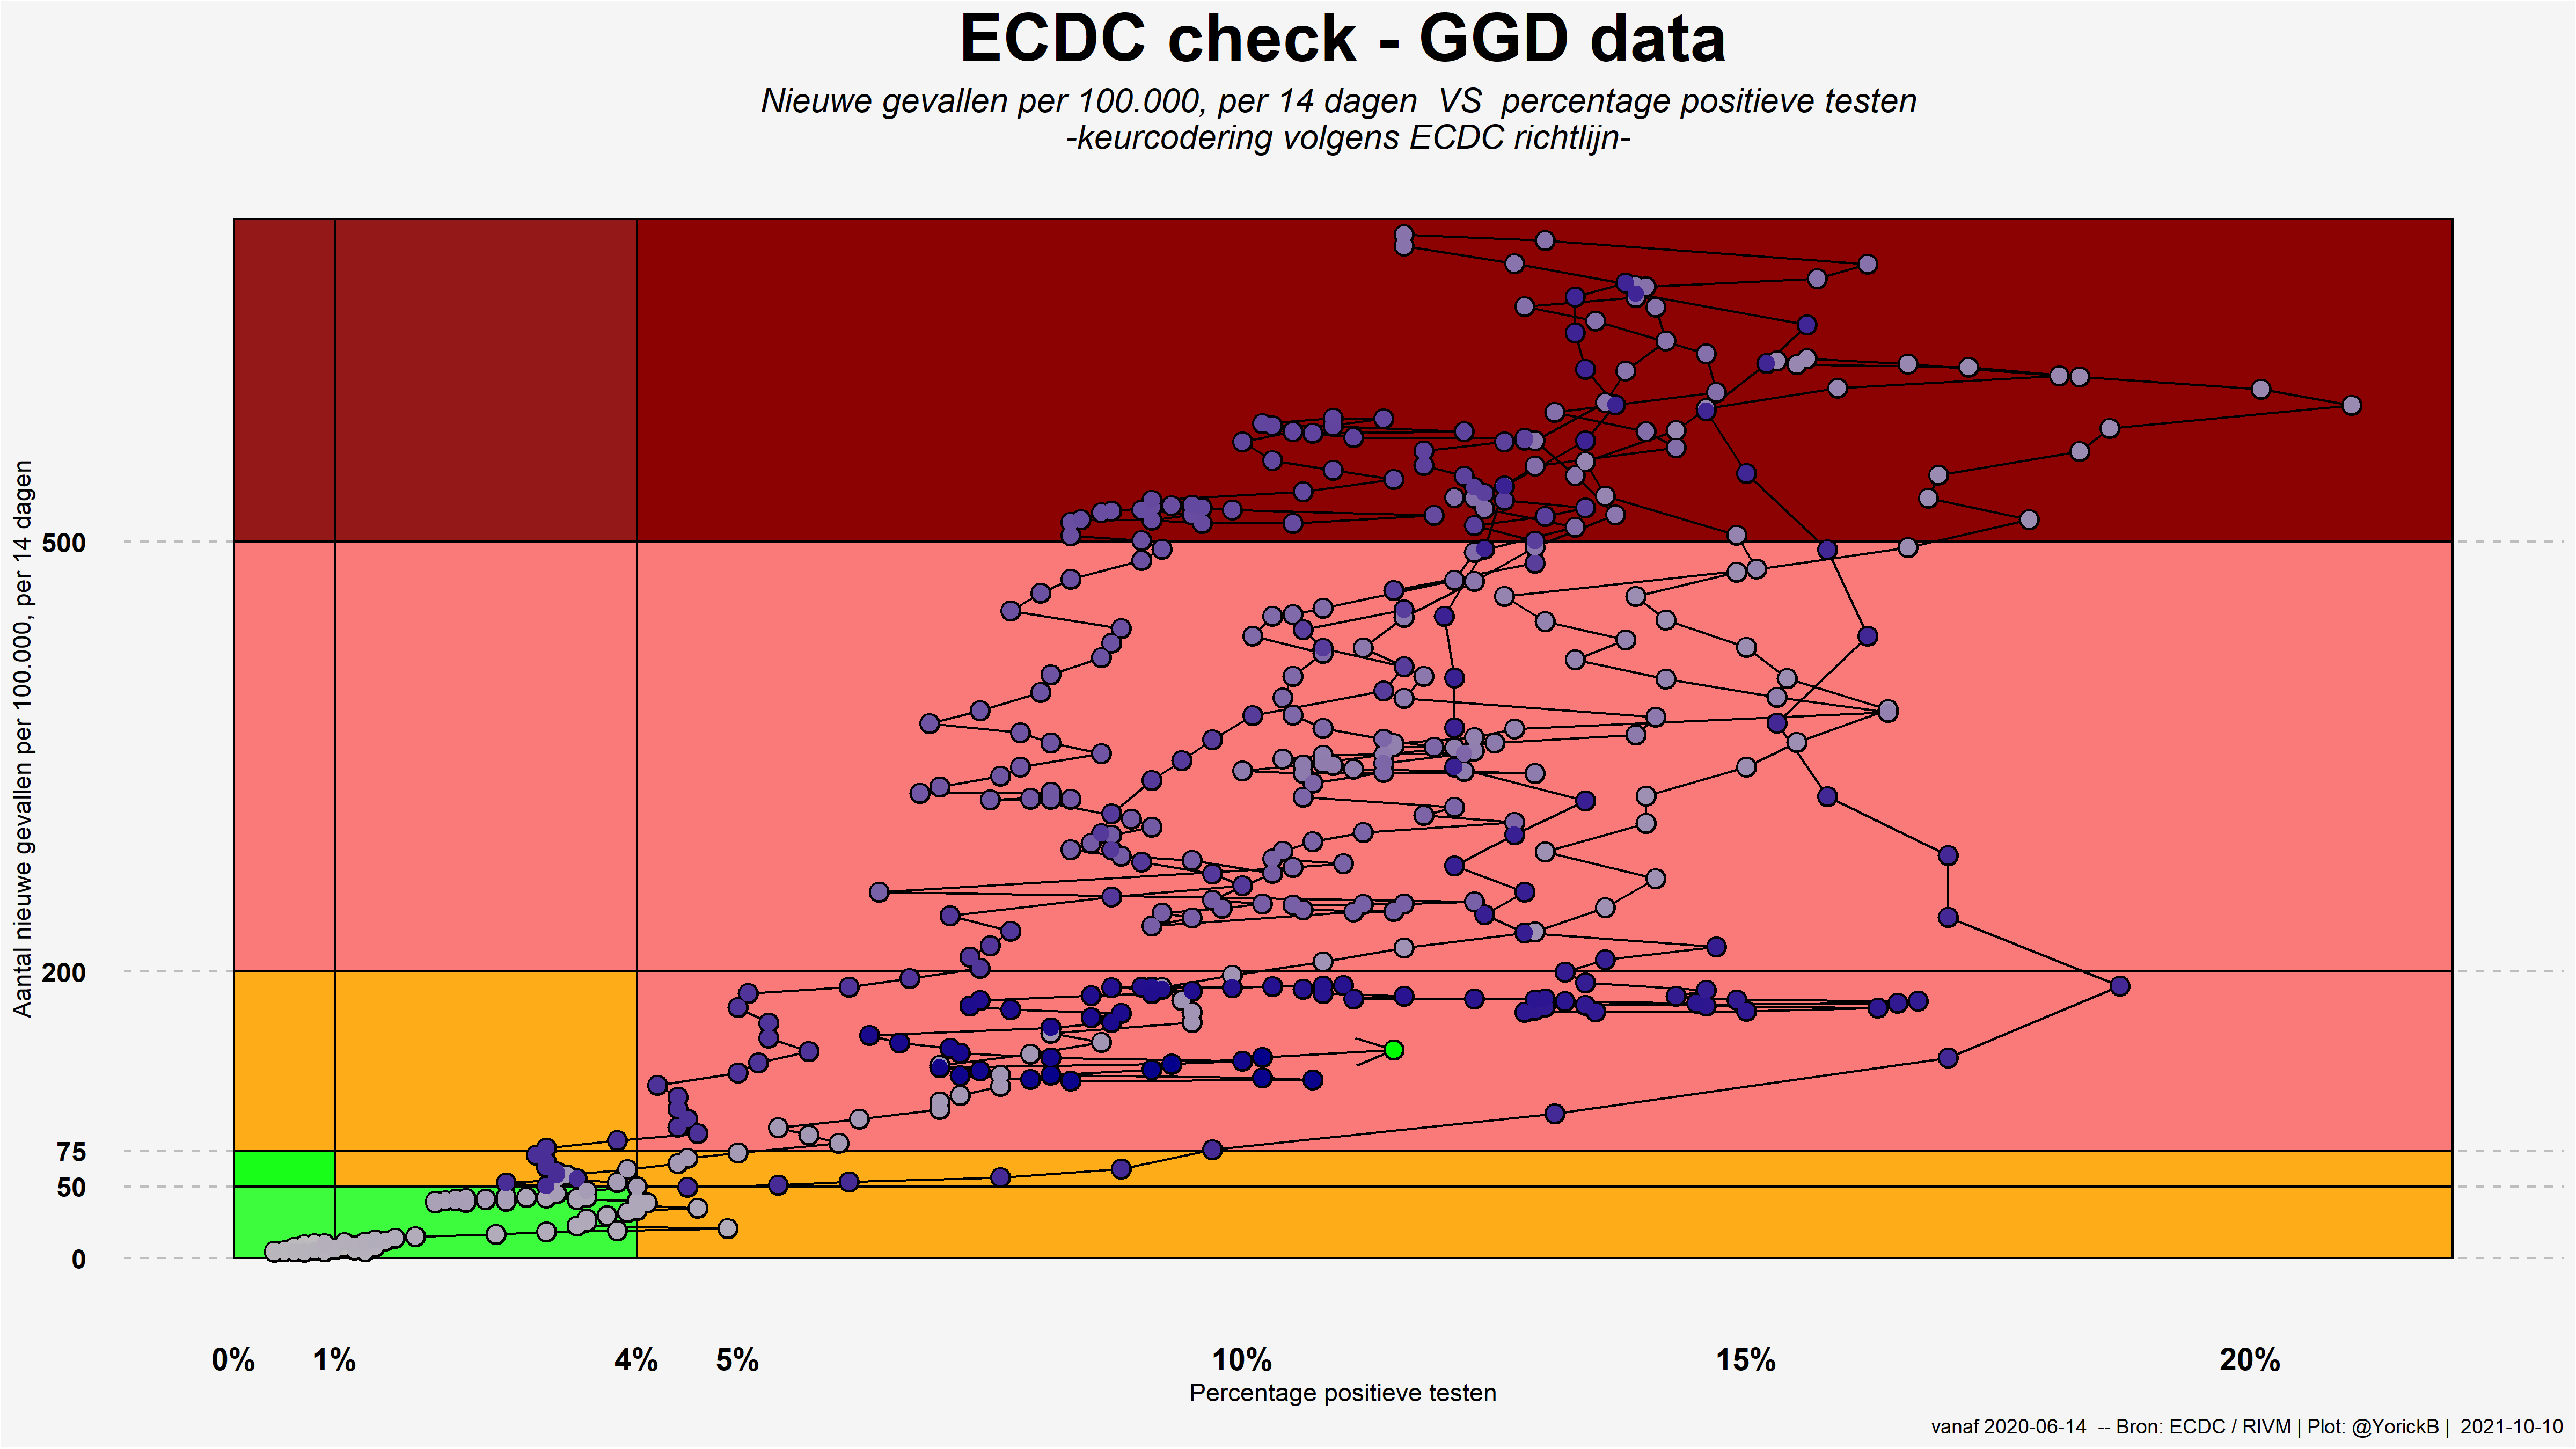 ECDC check - GGD data
Nieuwe gevallen per 100.000, per 14 dagen  VS  percentage positieve testen
-keurcodering volgens ECDC richtlijn-
Aantal nieuwe gevallen per 100.000, per 14 dagen
500
200
75
50
0
0% 1% 4% 5% 10% 15% 20%
Percentage positieve testen
vanaf 2020-06-14  -- Bron: ECDC / RIVM | Plot: @YorickB |  2021-10-10